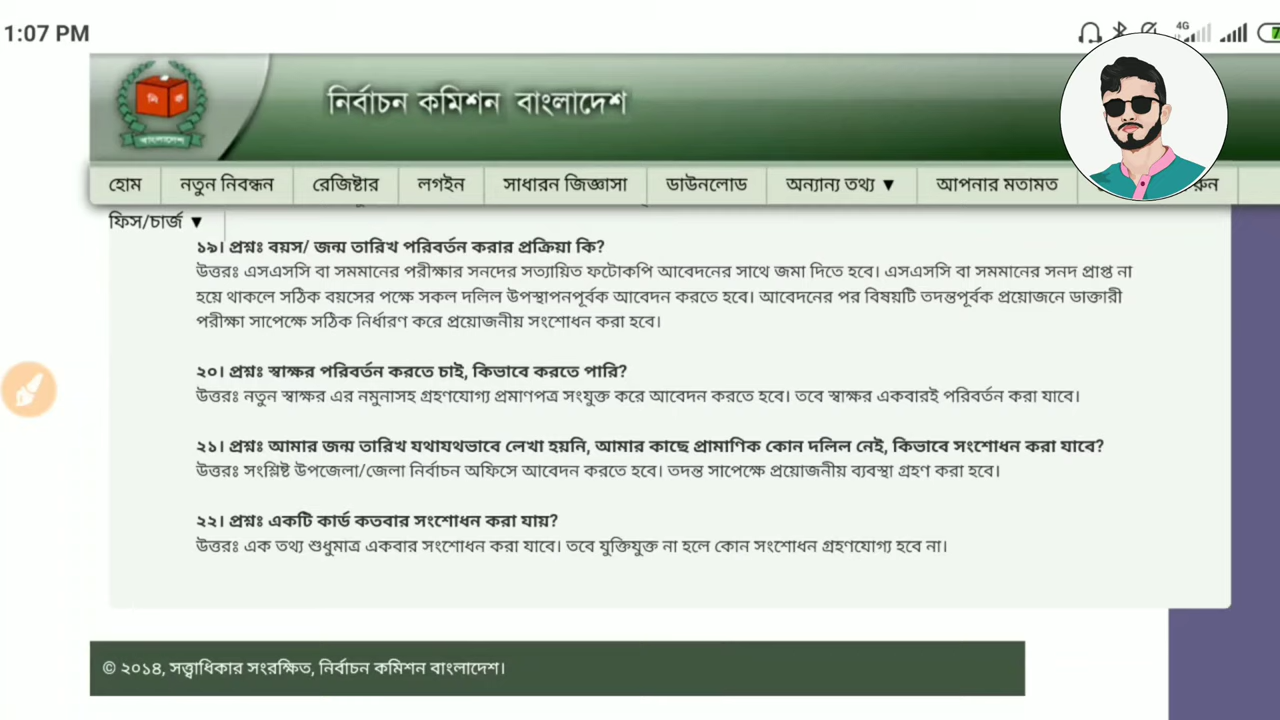 1:07 PM
4G
নির্বাচন কমিশন বাংলাদেশ
বাংলাদেশ
হোম নতুন নিবন্ধন রেজিষ্টার লগইন সাধারন জিজ্ঞাসা ডাউনলোড অন্যান্য তথ্য ▼ আপনার মতামত
ফিস/চার্জ ▼
১৯। প্রশ্নঃ বয়স/ জন্ম তারিখ পরিবর্তন করার প্রক্রিয়া কি?
উত্তরঃ এসএসসি বা সমমানের পরীক্ষার সনদের সত্যায়িত ফটোকপি আবেদনের সাথে জমা দিতে হবে। এসএসসি বা সমমানের সনদ প্রাপ্ত না
হয়ে থাকলে সঠিক বয়সের পক্ষে সকল দলিল উপস্থাপনপূর্বক আবেদন করতে হবে। আবেদনের পর বিষয়টি তদন্তপূর্বক প্রয়োজনে ডাক্তারী
পরীক্ষা সাপেক্ষে সঠিক নির্ধারণ করে প্রয়োজনীয় সংশোধন করা হবে।
২০। প্রশ্নঃ স্বাক্ষর পরিবর্তন করতে চাই, কিভাবে করতে পারি?
উত্তরঃ নতুন স্বাক্ষর এর নমুনাসহ গ্রহণযোগ্য প্রমাণপত্র সংযুক্ত করে আবেদন করতে হবে। তবে স্বাক্ষর একবারই পরিবর্তন করা যাবে।
২১। প্রশ্নঃ আমার জন্ম তারিখ যথাযথভাবে লেখা হয়নি, আমার কাছে প্রামাণিক কোন দলিল নেই, কিভাবে সংশোধন করা যাবে?
উত্তরঃ সংশ্লিষ্ট উপজেলা/জেলা নির্বাচন অফিসে আবেদন করতে হবে। তদন্ত সাপেক্ষে প্রয়োজনীয় ব্যবস্থা গ্রহণ করা হবে।
২২। প্রশ্নঃ একটি কার্ড কতবার সংশোধন করা যায়?
উত্তরঃ এক তথ্য শুধুমাত্র একবার সংশোধন করা যাবে। তবে যুক্তিযুক্ত না হলে কোন সংশোধন গ্রহণযোগ্য হবে না।
© ২০১৪, সত্ত্বাধিকার সংরক্ষিত, নির্বাচন কমিশন বাংলাদেশ।